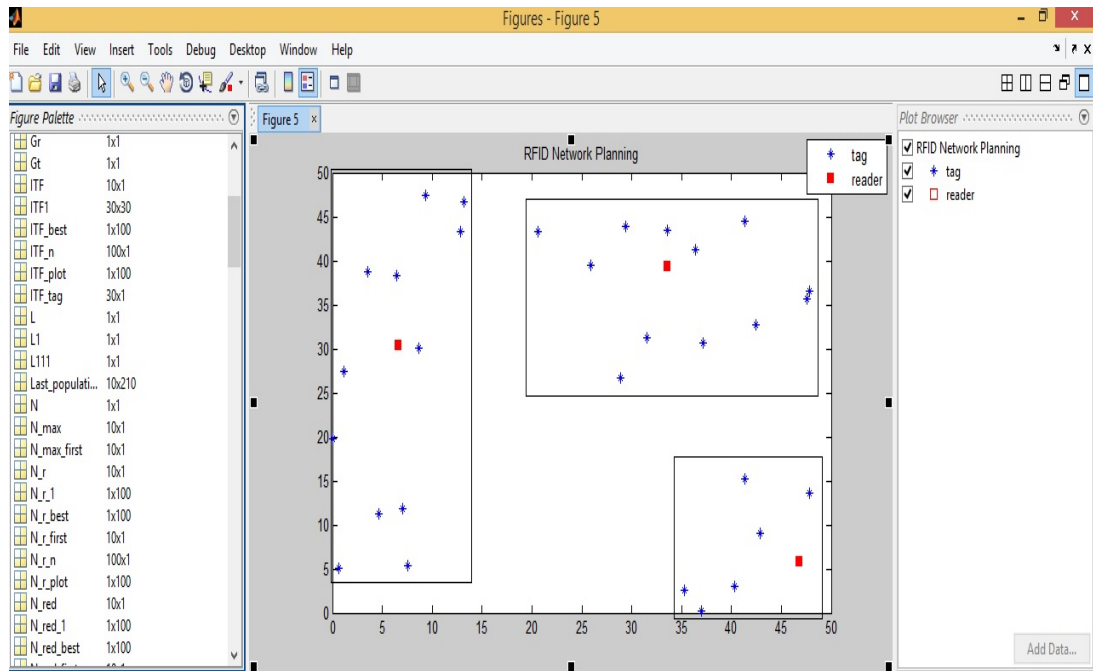 Figures - Figure 5
File Edit View Insert Tools Debug Desktop Window Help
Figure Palette
Gr 1x1
Gt 1x1
ITF 10x1
ITF1 30x30
ITF_best 1x100
ITF_n 100x1
ITF_plot 1x100
ITF_tag 30x1
L 1x1
L1 1x1
L111 1x1
Last_populati... 10x210
N 1x1
N_max 10x1
N_max_first 10x1
N_r 10x1
N_r_1 1x100
N_r_best 1x100
N_r_first 10x1
N_r_n 100x1
N_r_plot 1x100
N_red 10x1
N_red_1 1x100
N_red_best 1x100
Figure 5
RFID Network Planning
tag
reader
50
45
40
35
30
25
20
15
10
5
0
0 5 10 15 20 25 30 35 40 45 50
Plot Browser
RFID Network Planning
tag
reader
Add Data...